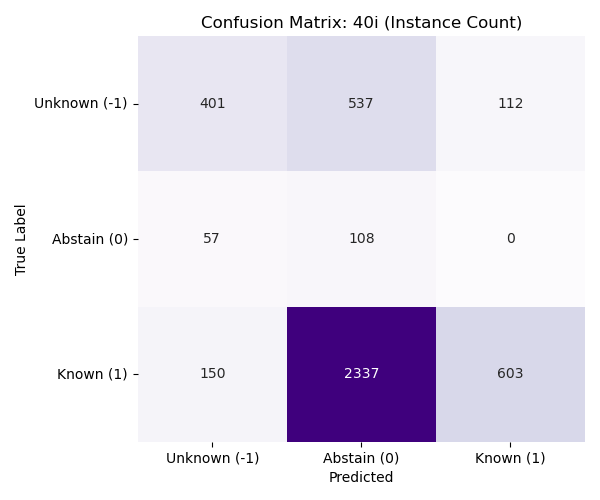 Confusion Matrix: 40i (Instance Count)
Unknown (-1) 401 537 112
Abstain (0) 57 108 0
Known (1) 150 2337 603
True Label
Unknown (-1) Abstain (0) Known (1)
Predicted